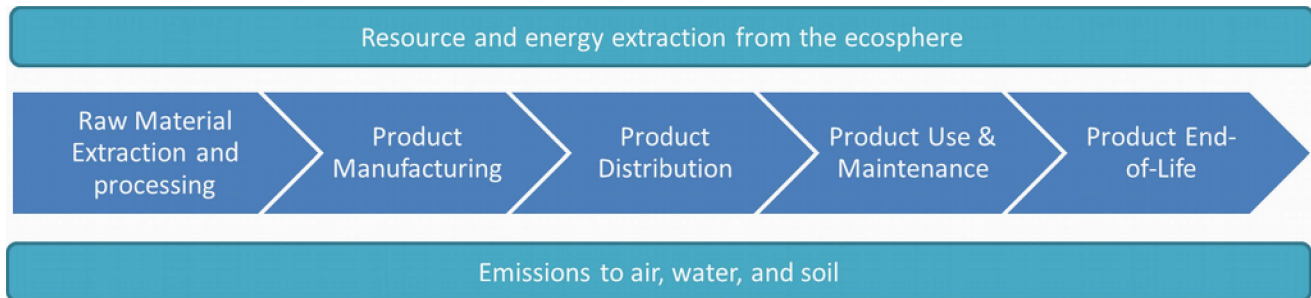 Resource and energy extraction from the ecosphere
Raw Material
Extraction and
processing
Product
Manufacturing
Product
Distribution
Product Use &
Maintenance
Product End-
of-Life
Emissions to air, water, and soil